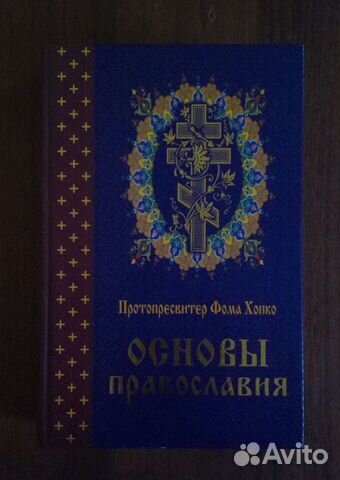 Протопресвитер Фома Хопко
ОСНОВЫ
православия
Avito